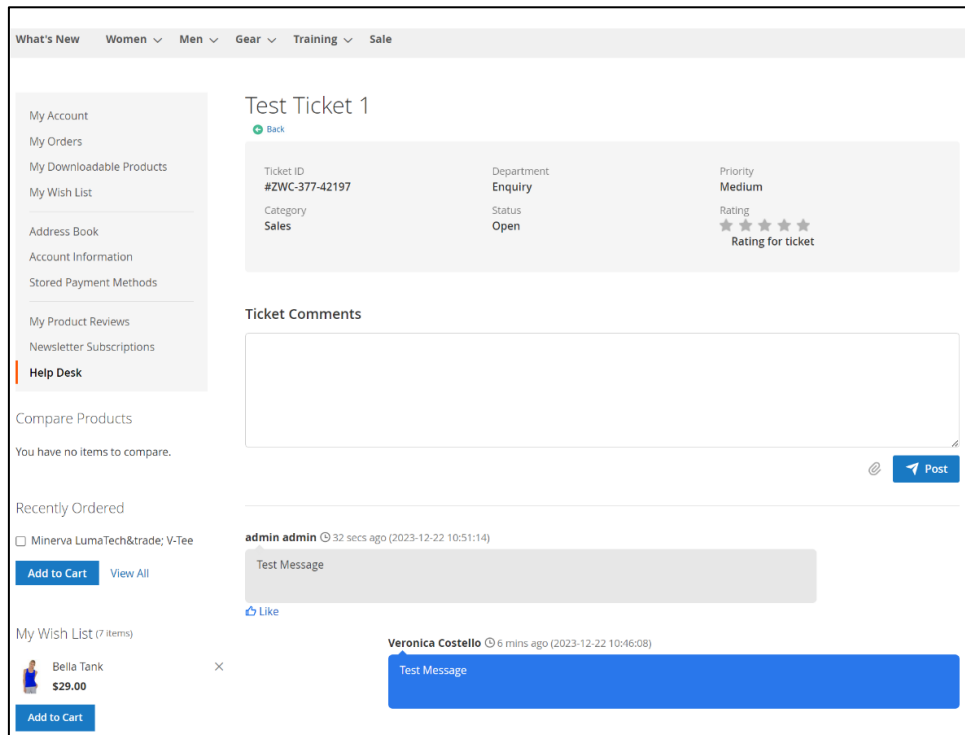 What's New Women Men Gear Training Sale
My Account
My Orders
My Downloadable Products
My Wish List
Address Book
Account Information
Stored Payment Methods
My Product Reviews
Newsletter Subscriptions
Help Desk
Compare Products
You have no items to compare.
Recently Ordered
Minerva LumaTech&trade; V-Tee
Add to Cart View All
My Wish List (7 items)
Bella Tank
$29.00
Add to Cart
Test Ticket 1
Back
Ticket ID Department Priority
#ZWC-377-42197 Enquiry Medium
Category Status Rating
Sales Open
Rating for ticket
Ticket Comments
Post
admin admin 32 secs ago (2023-12-22 10:51:14)
Test Message
Like
Veronica Costello 6 mins ago (2023-12-22 10:46:08)
Test Message